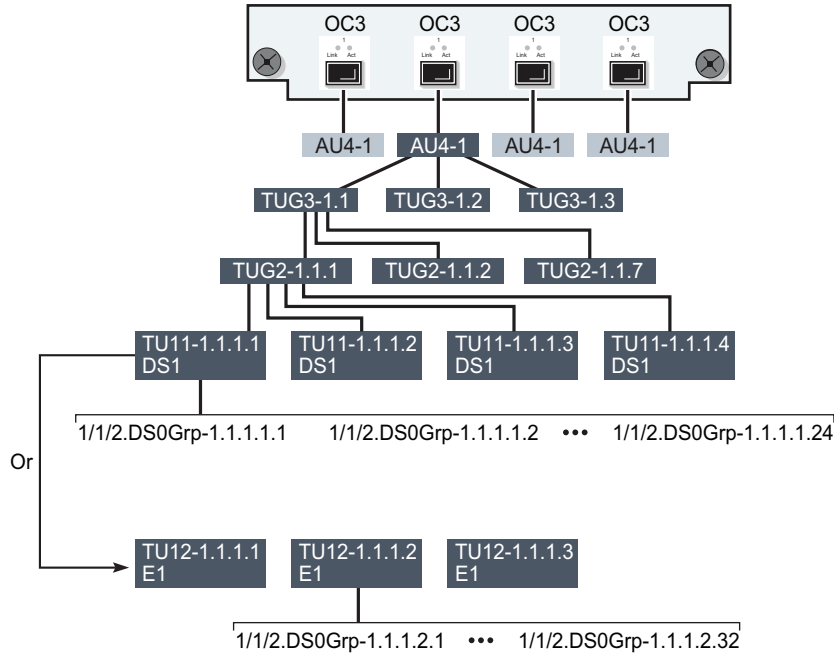 OC3 OC3 OC3 OC3
1 1 1 1
Link Act Link Act Link Act Link Act
AU4-1 AU4-1 AU4-1 AU4-1
TUG3-1.1 TUG3-1.2 TUG3-1.3
TUG2-1.1.1 TUG2-1.1.2 TUG2-1.1.7
TU11-1.1.1.1 TU11-1.1.1.2 TU11-1.1.1.3 TU11-1.1.1.4
DS1 DS1 DS1 DS1
1/1/2.DS0Grp-1.1.1.1.1 1/1/2.DS0Grp-1.1.1.1.2 ••• 1/1/2.DS0Grp-1.1.1.1.24
Or
TU12-1.1.1.1 TU12-1.1.1.2 TU12-1.1.1.3
E1 E1 E1
1/1/2.DS0Grp-1.1.1.2.1 ••• 1/1/2.DS0Grp-1.1.1.2.32